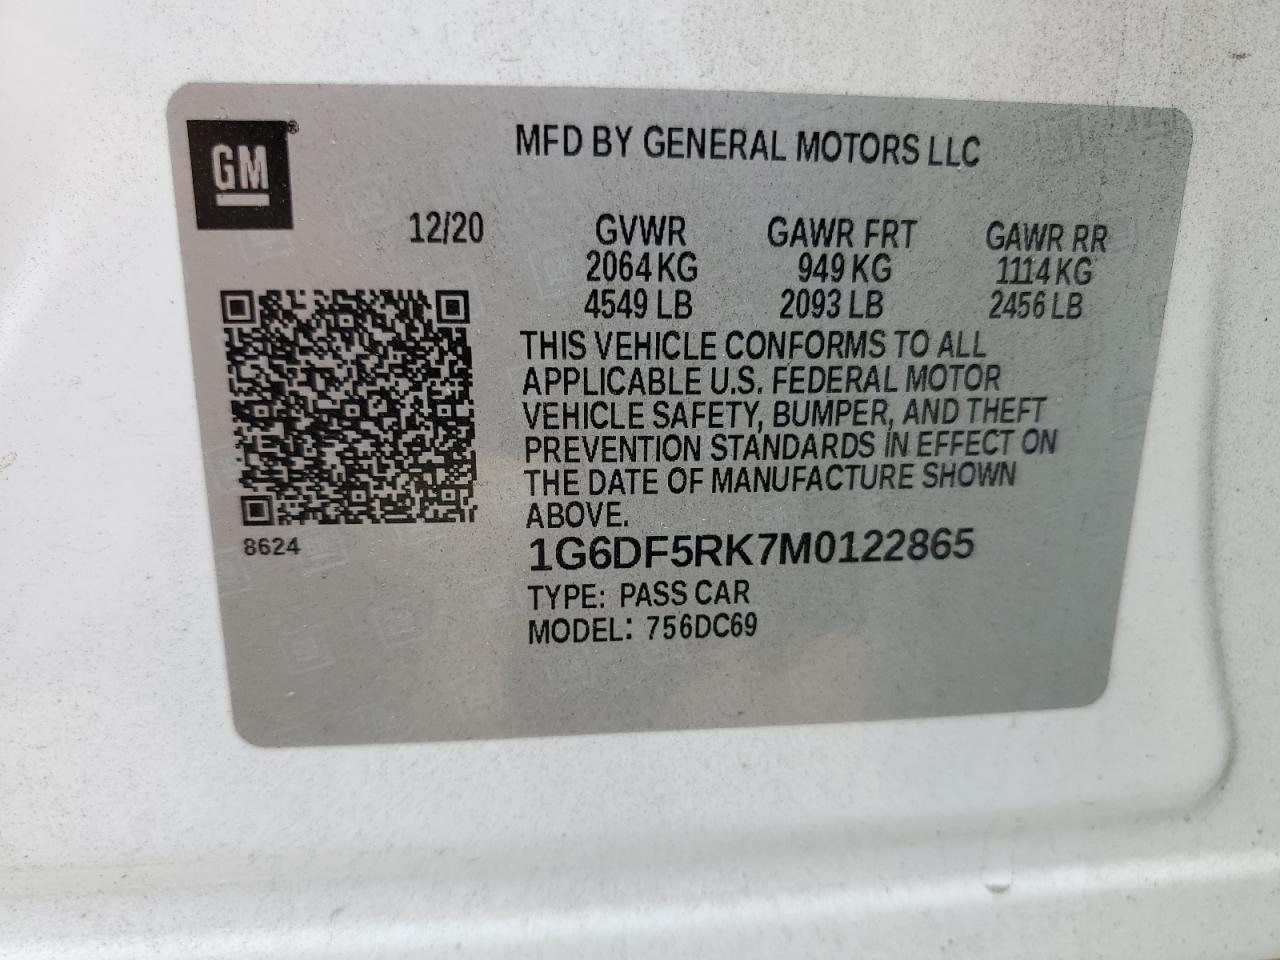 GM®
MFD BY GENERAL MOTORS LLC
12/20 GVWR GAWR FRT GAWR RR
2064 KG 949 KG 1114 KG
4549 LB 2093 LB 2456 LB
THIS VEHICLE CONFORMS TO ALL
APPLICABLE U.S. FEDERAL MOTOR
VEHICLE SAFETY, BUMPER, AND THEFT
PREVENTION STANDARDS IN EFFECT ON
THE DATE OF MANUFACTURE SHOWN
ABOVE.
8624
1G6DF5RK7M0122865
TYPE: PASS CAR
MODEL: 756DC69